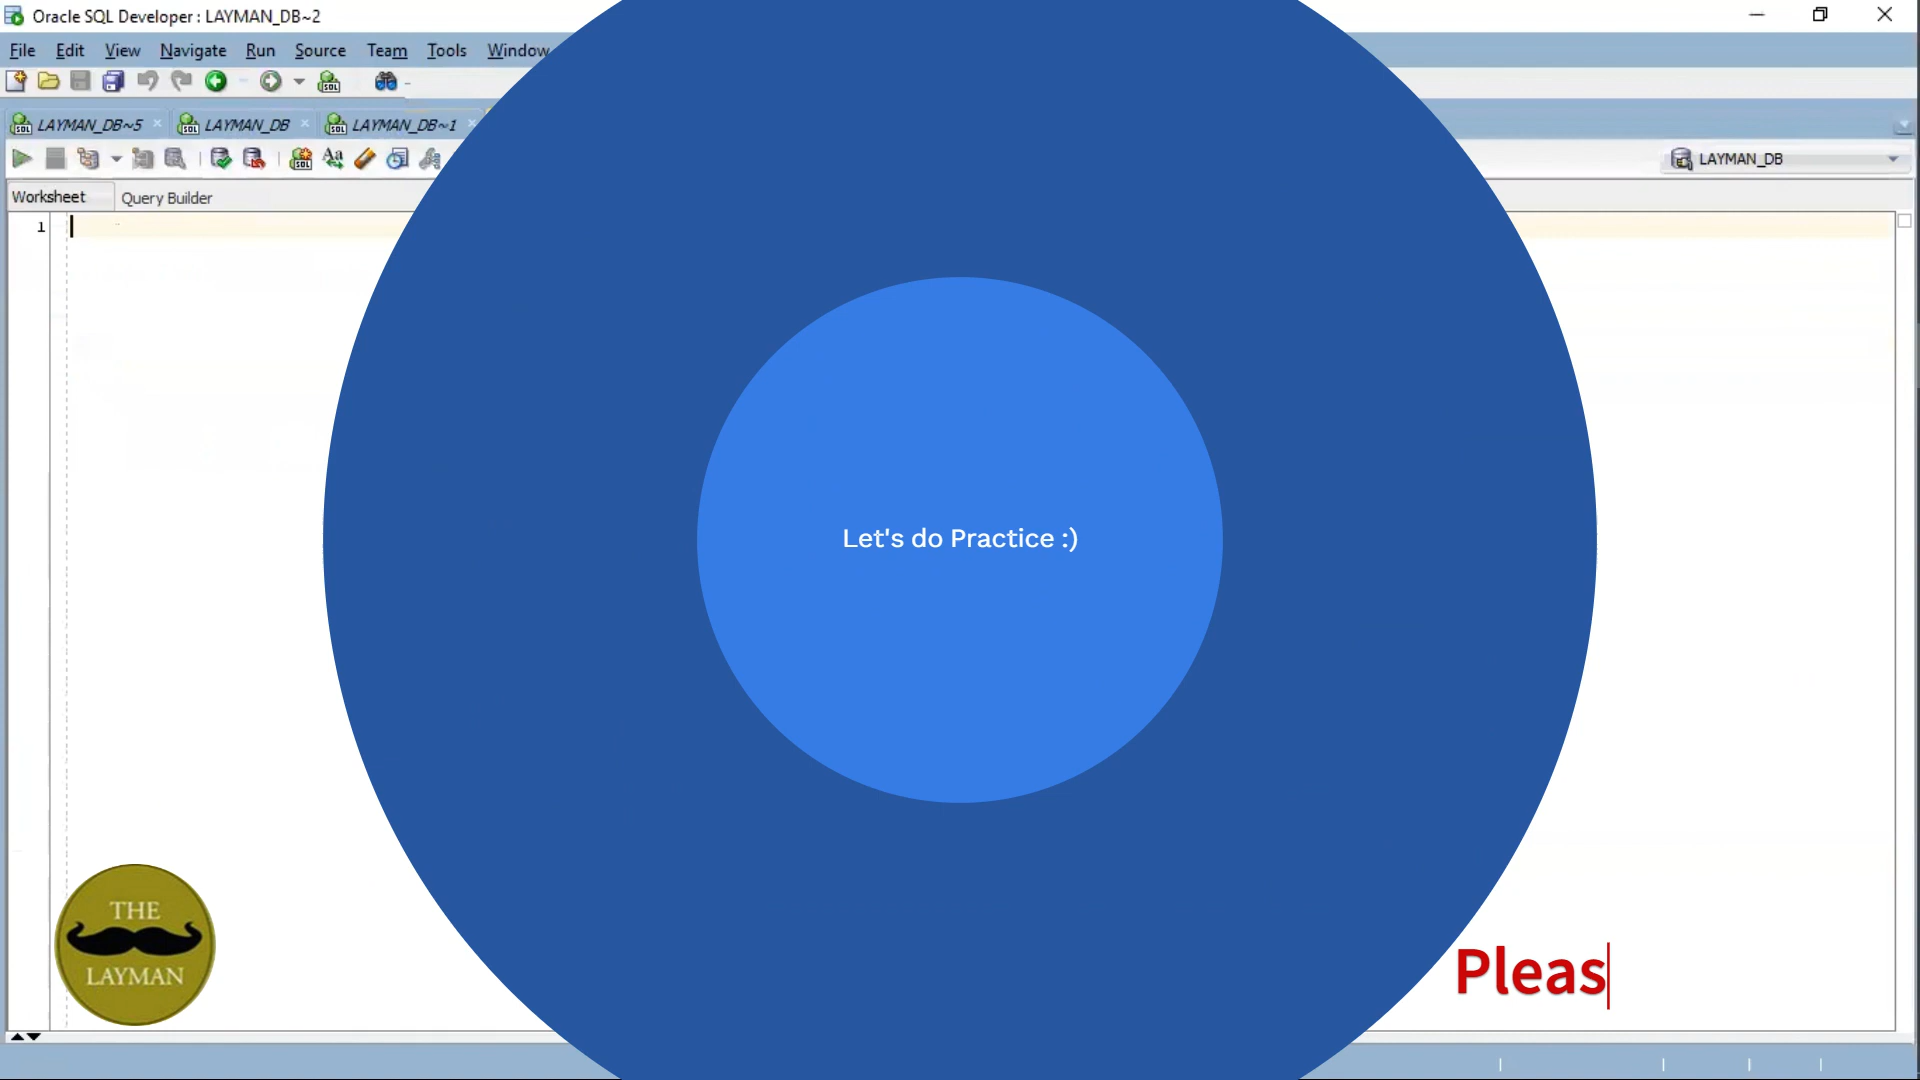 Oracle SQL Developer : LAYMAN_DB~2
File Edit View Navigate Run Source Team Tools Window
LAYMAN_DB~5 LAYMAN_DB LAYMAN_DB~1
LAYMAN_DB
Worksheet Query Builder
1
Let's do Practice :)
THE
LAYMAN
Pleas